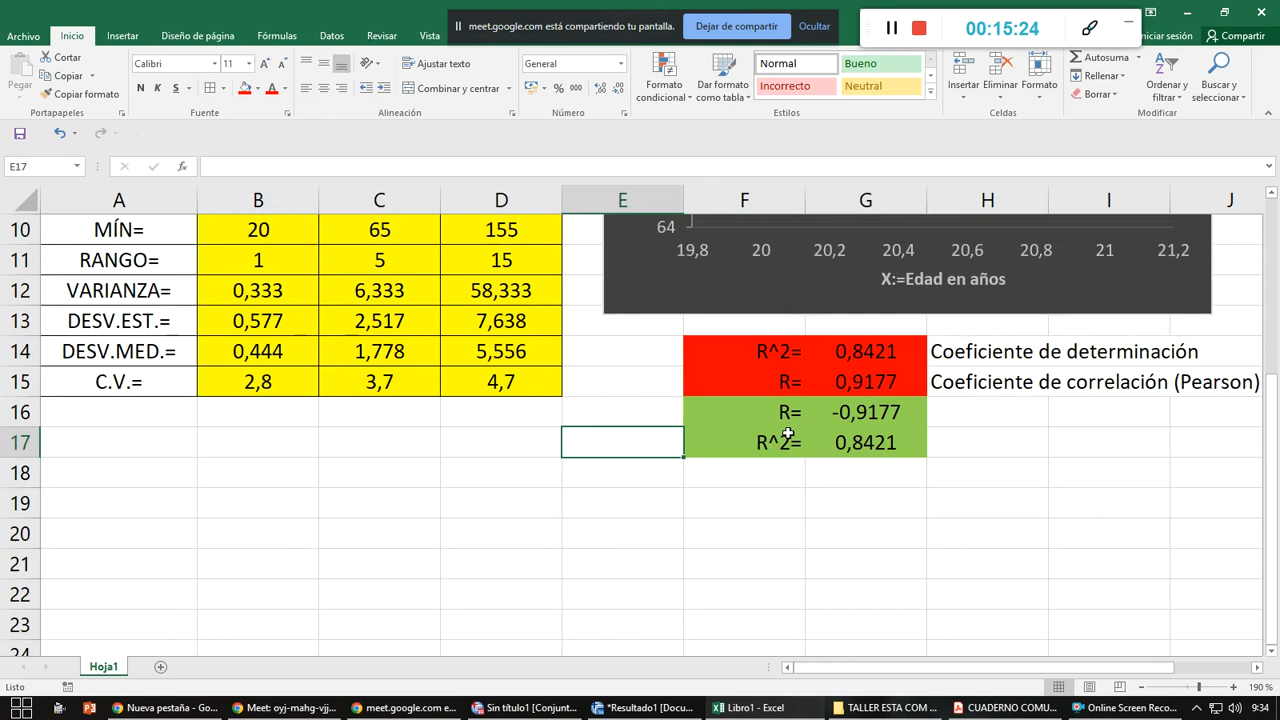 meet.google.com está compartiendo tu pantalla. Dejar de compartir Ocultar
00:15:24
Archivo Inicio Insertar Diseño de página Fórmulas Datos Revisar Vista Iniciar sesión Compartir
Pegar Cortar Copiar Copiar formato
Calibri 11
N K S A
Ajustar texto
Combinar y centrar
General
% 000
Formato condicional Dar formato como tabla
Normal Bueno
Incorrecto Neutral
Insertar Eliminar Formato
Autosuma
Rellenar
Borrar
Ordenar y filtrar Buscar y seleccionar
Portapapeles Fuente Alineación Número Estilos Celdas Modificar
E17 fx
A B C D E F G H I J
10 MÍN= 20 65 155
11 RANGO= 1 5 15
12 VARIANZA= 0,333 6,333 58,333
13 DESV.EST.= 0,577 2,517 7,638
14 DESV.MED.= 0,444 1,778 5,556
15 C.V.= 2,8 3,7 4,7
16
17
18
19
20
21
22
23
24
64
19,8 20 20,2 20,4 20,6 20,8 21 21,2
X:=Edad en años
R^2= 0,8421 Coeficiente de determinación
R= 0,9177 Coeficiente de correlación (Pearson)
R= -0,9177
R^2= 0,8421
Hoja1
Listo 190 %
Nueva pestaña - Go... Meet: oyj-mahg-vjj... meet.google.com e... Sin título1 [Conjunt... *Resultado1 [Docu... Libro1 - Excel TALLER ESTA COM ... CUADERNO COMU... Online Screen Reco... 9:34